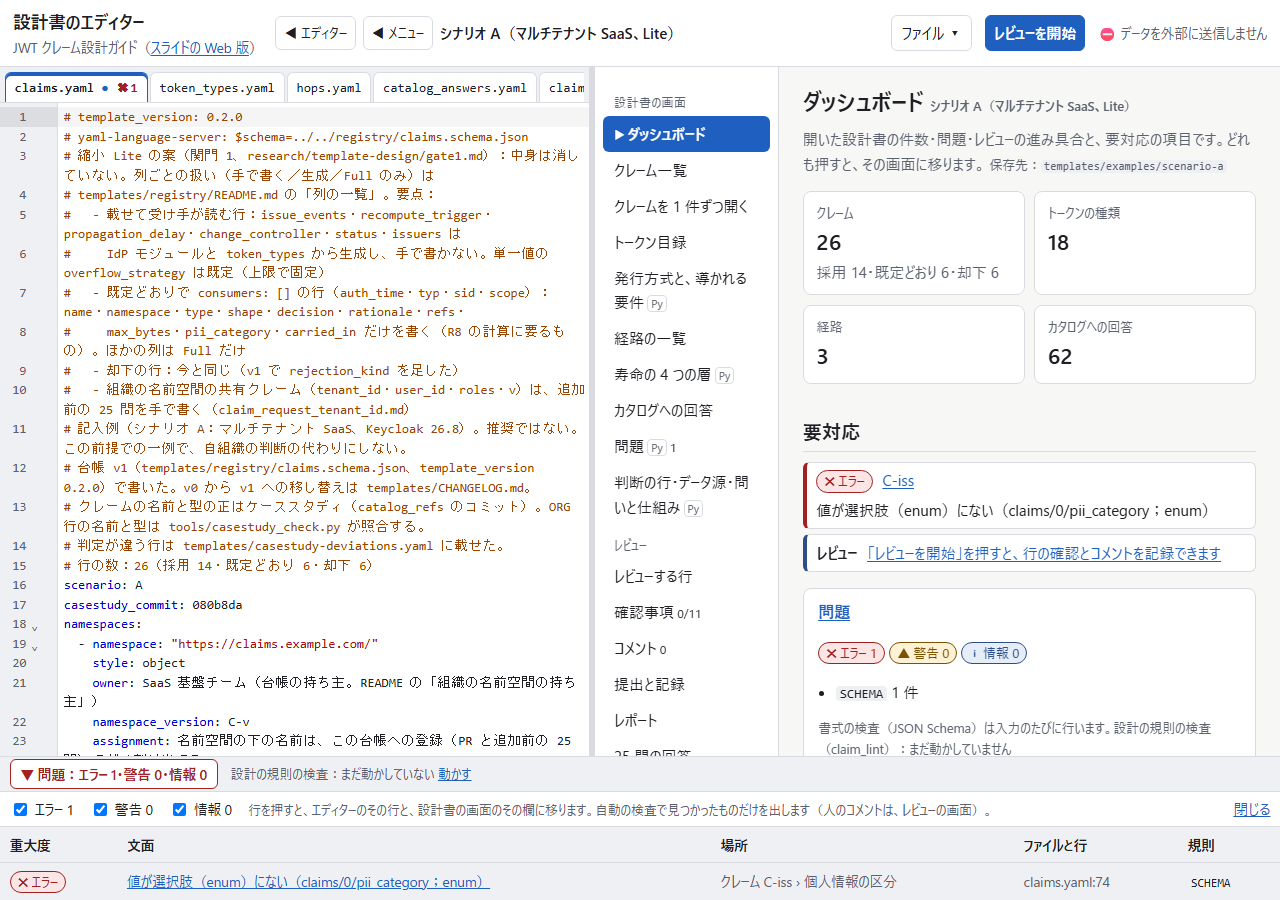 設計書のエディター
JWT クレーム設計ガイド（スライドの Web 版）
◀ エディター
◀ メニュー
シナリオ A（マルチテナント SaaS、Lite）
ファイル ▼
レビューを開始
データを外部に送信しません
claims.yaml ● ✖1
token_types.yaml
hops.yaml
catalog_answers.yaml
claim
1 # template_version: 0.2.0
2 # yaml-language-server: $schema=../../registry/claims.schema.json
3 # 縮小 Lite の案（関門 1、research/template-design/gate1.md）：中身は消し
ていない。列ごとの扱い（手で書く／生成／Full のみ）は
4 # templates/registry/README.md の「列の一覧」。要点：
5 #   - 載せて受け手が読む行：issue_events・recompute_trigger・
propagation_delay・change_controller・status・issuers は
6 #     IdP モジュールと token_types から生成し、手で書かない。単一値の
overflow_strategy は既定（上限で固定）
7 #   - 既定どおりで consumers: [] の行（auth_time・typ・sid・scope）：
name・namespace・type・shape・decision・rationale・refs・
8 #     max_bytes・pii_category・carried_in だけを書く（R8 の計算に要るも
の）。ほかの列は Full だけ
9 #   - 却下の行：今と同じ（v1 で rejection_kind を足した）
10 #   - 組織の名前空間の共有クレーム（tenant_id・user_id・roles・v）は、追加
前の 25 問を手で書く（claim_request_tenant_id.md）
11 # 記入例（シナリオ A：マルチテナント SaaS、Keycloak 26.8）。推奨ではない。
この前提での一例で、自組織の判断の代わりにしない。
12 # 台帳 v1（templates/registry/claims.schema.json、template_version
0.2.0）で書いた。v0 から v1 への移し替えは templates/CHANGELOG.md。
13 # クレームの名前と型の正はケーススタディ（catalog_refs のコミット）。ORG
行の名前と型は tools/casestudy_check.py が照合する。
14 # 判定が違う行は templates/casestudy-deviations.yaml に載せた。
15 # 行の数：26（採用 14・既定どおり 6・却下 6）
16 scenario: A
17 casestudy_commit: 080b8da
18 namespaces:
19   - namespace: "https://claims.example.com/"
20     style: object
21     owner: SaaS 基盤チーム（台帳の持ち主。README の「組織の名前空間の持ち
主」）
22     namespace_version: C-v
23     assignment: 名前空間の下の名前は、この台帳への登録（PR と追加前の 25
設計書の画面
▶ ダッシュボード
クレーム一覧
クレームを 1 件ずつ開く
トークン目録
発行方式と、導かれる
要件 Py
経路の一覧
寿命の 4 つの層 Py
カタログへの回答
問題 Py 1
判断の行・データ源・問
いと仕組み Py
レビュー
レビューする行
確認事項 0/11
コメント 0
提出と記録
レポート
25 問の回答
ダッシュボード シナリオ A（マルチテナント SaaS、Lite）
開いた設計書の件数・問題・レビューの進み具合と、要対応の項目です。どれ
も押すと、その画面に移ります。保存先： templates/examples/scenario-a
クレーム
26
採用 14・既定どおり 6・却下 6
トークンの種類
18
経路
3
カタログへの回答
62
要対応
✕ エラー C-iss
値が選択肢（enum）にない（claims/0/pii_category；enum）
レビュー 「レビューを開始」を押すと、行の確認とコメントを記録できます
問題
✕ エラー 1 ▲ 警告 0 i 情報 0
• SCHEMA 1 件
書式の検査（JSON Schema）は入力のたびに行います。設計の規則の検査
（claim_lint）：まだ動かしていません
▼ 問題：エラー 1・警告 0・情報 0
設計の規則の検査：まだ動かしていない 動かす
エラー 1
警告 0
情報 0
行を押すと、エディターのその行と、設計書の画面のその欄に移ります。自動の検査で見つかったものだけを出します（人のコメントは、レビューの画面）。
閉じる
重大度 文面 場所 ファイルと行 規則
✕ エラー 値が選択肢（enum）にない（claims/0/pii_category；enum） クレーム C-iss › 個人情報の区分 claims.yaml:74 SCHEMA